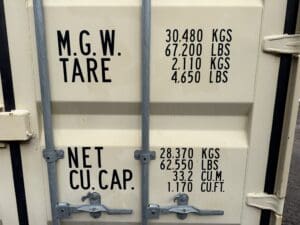 M.G.W. 30.480 KGS
67,200 LBS
TARE 2.110 KGS
4,650 LBS
NET 28.370 KGS
62,550 LBS
CU.CAP. 33.2 CU.M.
1.170 CU.FT.